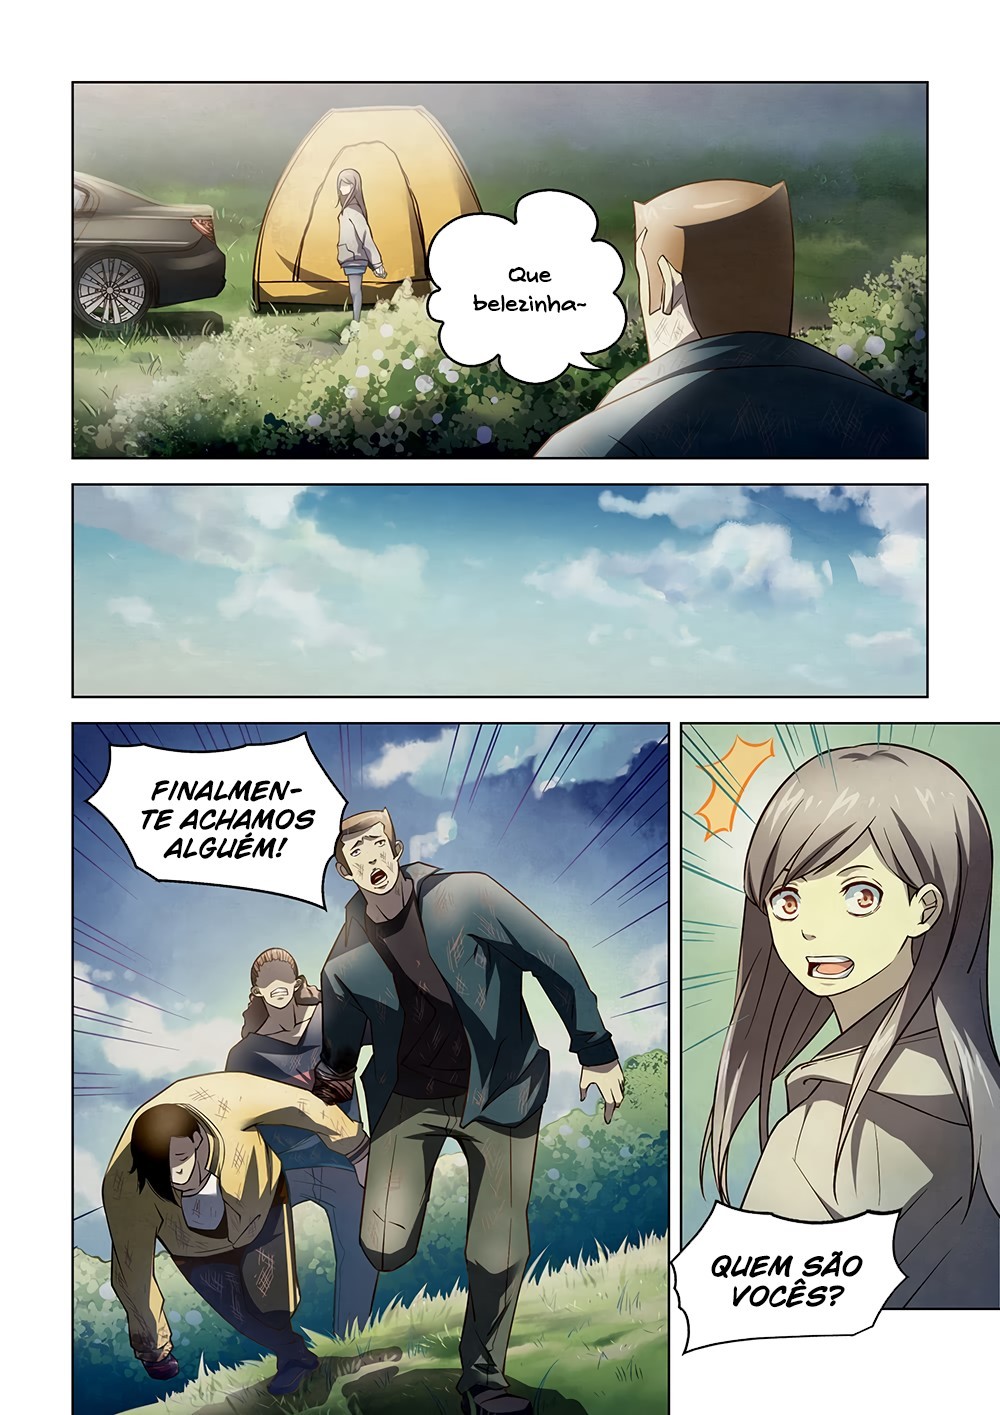 Que
belezinha~
FINALMEN-
TE ACHAMOS
ALGUÉM!
QUEM SÃO
VOCÊS?